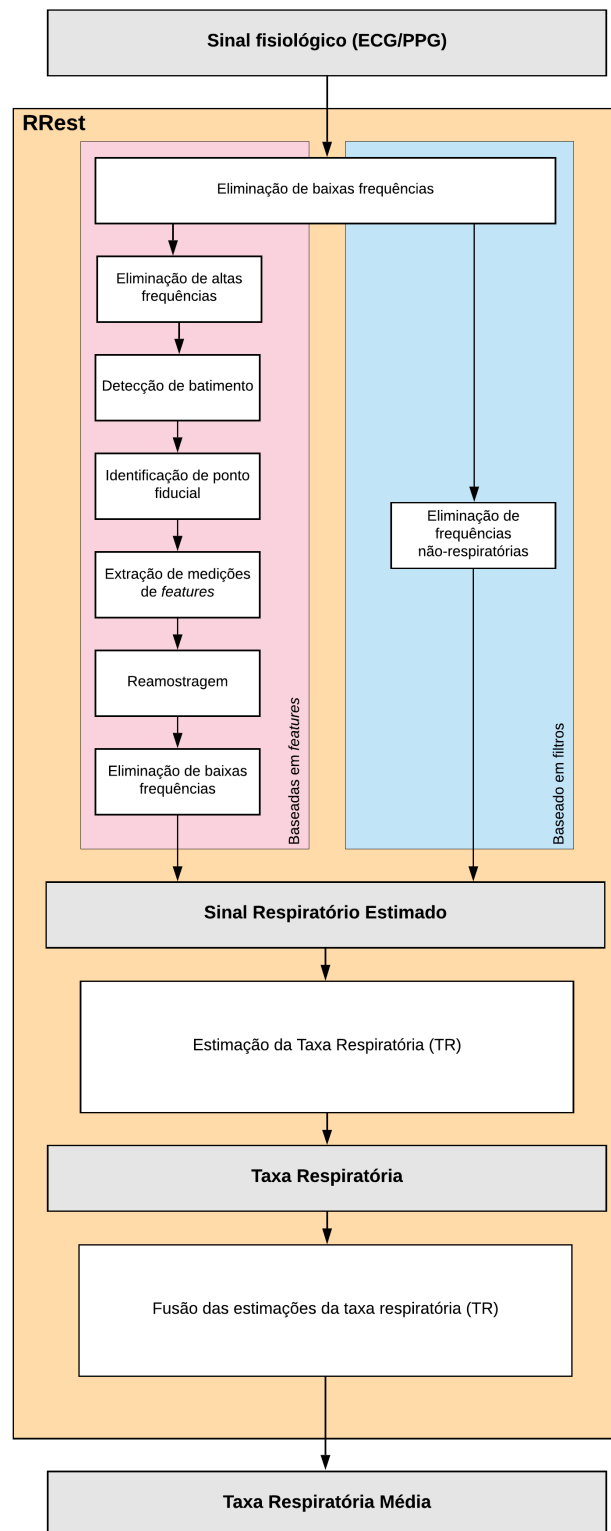 Sinal fisiológico (ECG/PPG)
RRest
Eliminação de baixas frequências
Eliminação de altas
frequências
Detecção de batimento
Identificação de ponto
fiducial
Extração de medições
de features
Reamostragem
Eliminação de baixas
frequências
Baseadas em features
Eliminação de
frequências
não-respiratórias
Baseado em filtros
Sinal Respiratório Estimado
Estimação da Taxa Respiratória (TR)
Taxa Respiratória
Fusão das estimações da taxa respiratória (TR)
Taxa Respiratória Média